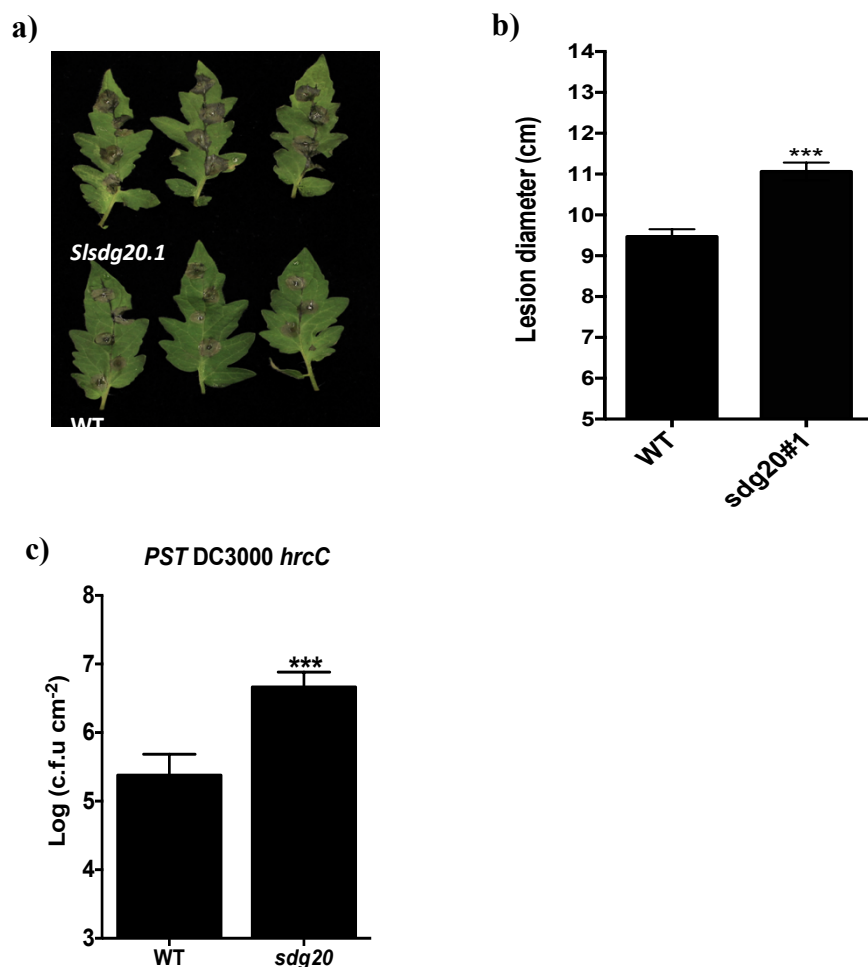 a)
Slsdg20.1
WT
b)
Lesion diameter (cm)
14
13
12
11
10
9
8
7
6
5
***
WT
sdg20#1
c)
PST DC3000 hrcC
Log (c.f.u cm-2)
8
7
6
5
4
3
***
WT
sdg20